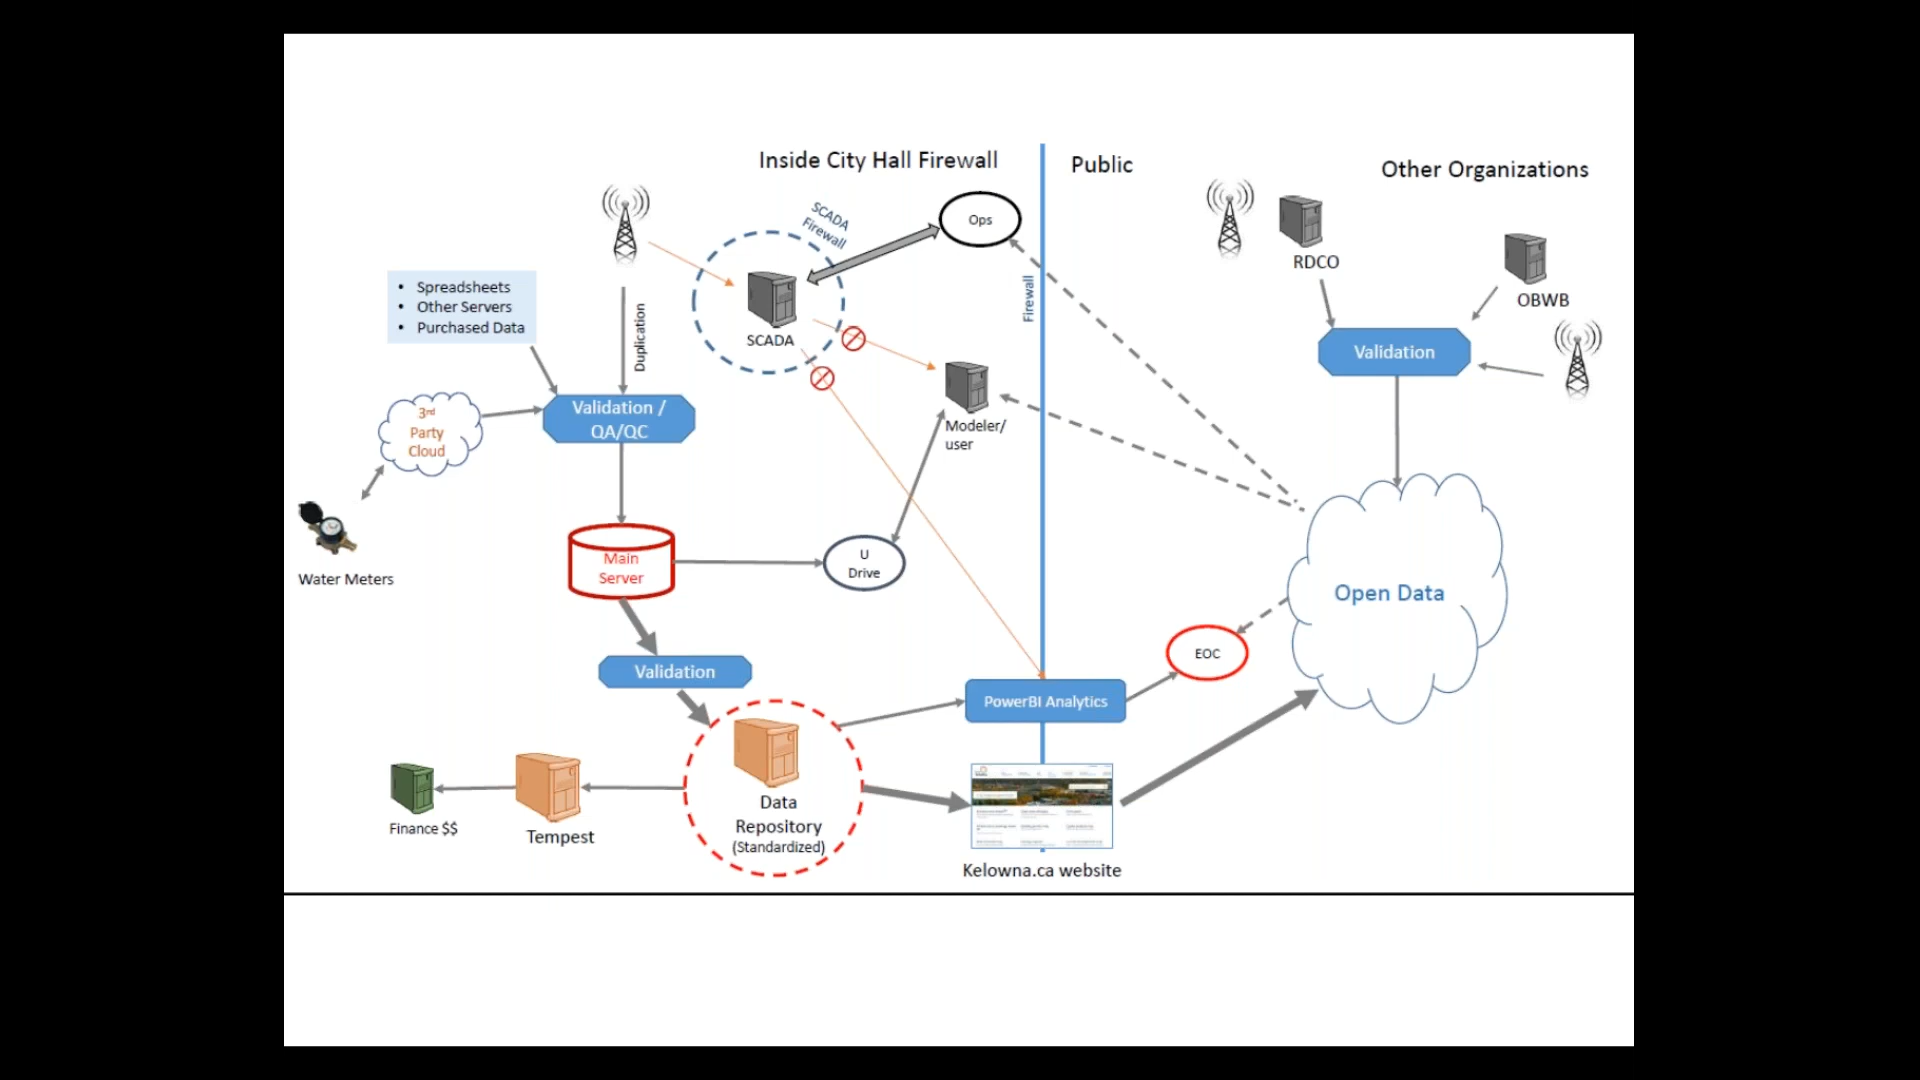 Inside City Hall Firewall
Public
Other Organizations
SCADA
Firewall
Ops
RDCO
OBWB
Firewall
• Spreadsheets
• Other Servers
• Purchased Data
Duplication
SCADA
Validation
3rd
Party
Cloud
Validation /
QA/QC
Modeler/
user
Water Meters
Main
Server
U
Drive
Open Data
EOC
Validation
PowerBI Analytics
Data
Repository
(Standardized)
Finance $$
Tempest
Kelowna.ca website